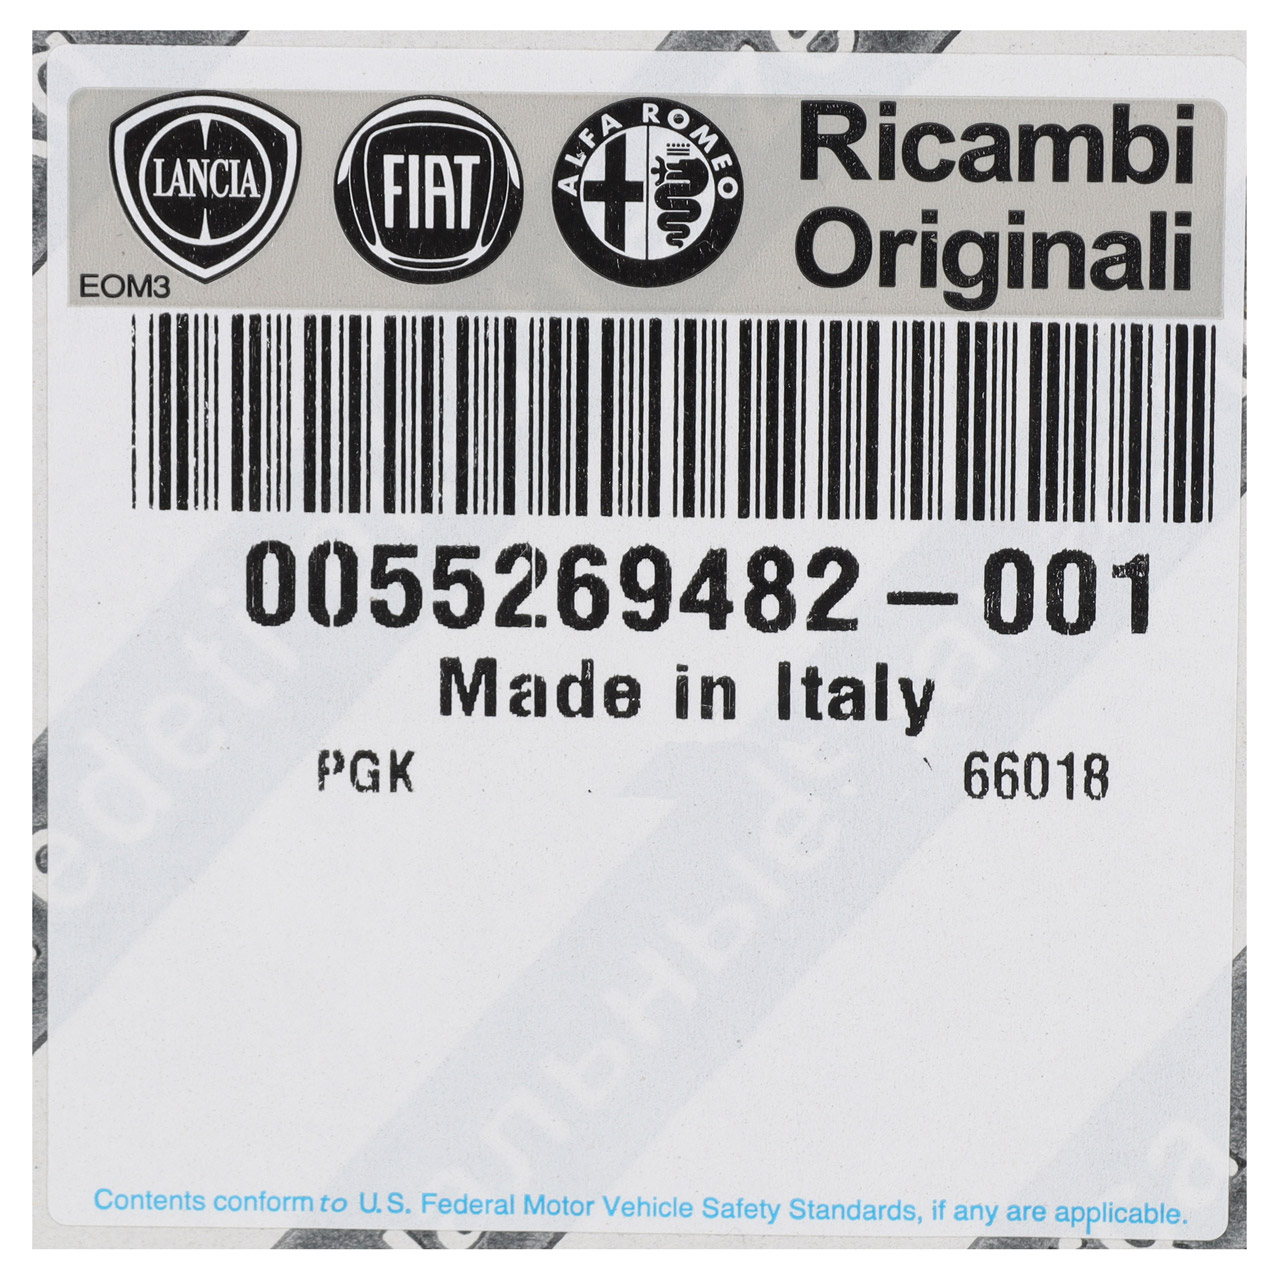 LANCIA
FIAT
ALFA ROMEO
Ricambi
Originali
EOM3
0055269482-001
Made in Italy
PGK 66018
Contents conform to U.S. Federal Motor Vehicle Safety Standards, if any are applicable.